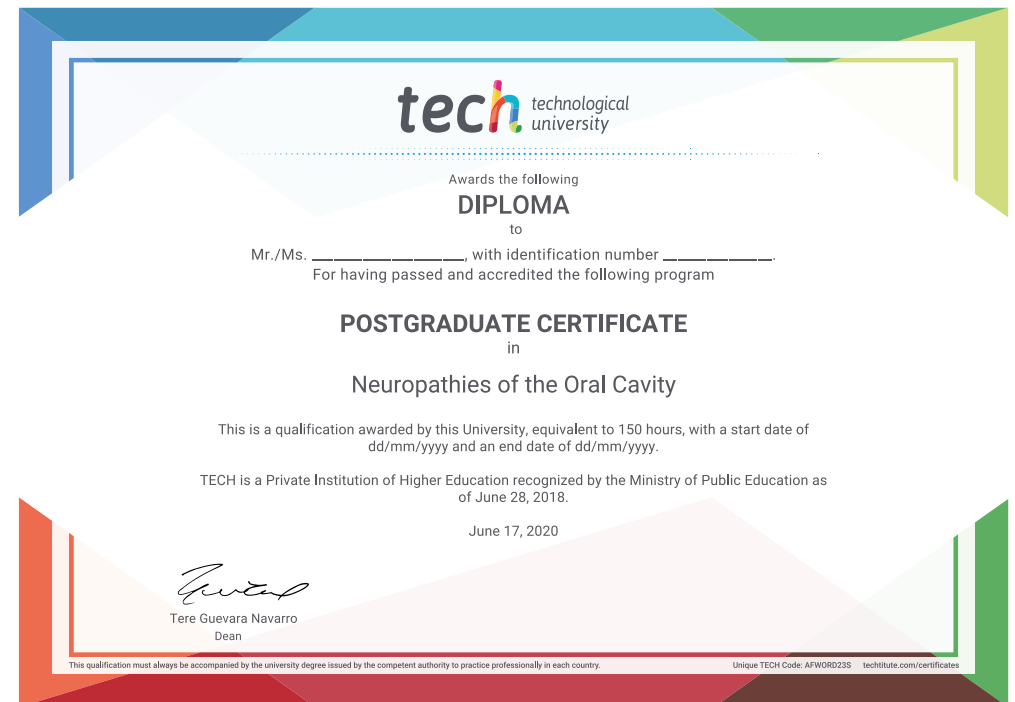 tech technological
university
Awards the following
DIPLOMA
to
Mr./Ms. __________________, with identification number _____________.
For having passed and accredited the following program
POSTGRADUATE CERTIFICATE
in
Neuropathies of the Oral Cavity
This is a qualification awarded by this University, equivalent to 150 hours, with a start date of
dd/mm/yyyy and an end date of dd/mm/yyyy.
TECH is a Private Institution of Higher Education recognized by the Ministry of Public Education as
of June 28, 2018.
June 17, 2020
Tere Guevara Navarro
Dean
This qualification must always be accompanied by the university degree issued by the competent authority to practice professionally in each country.
Unique TECH Code: AFWORD23S techtitute.com/certificates